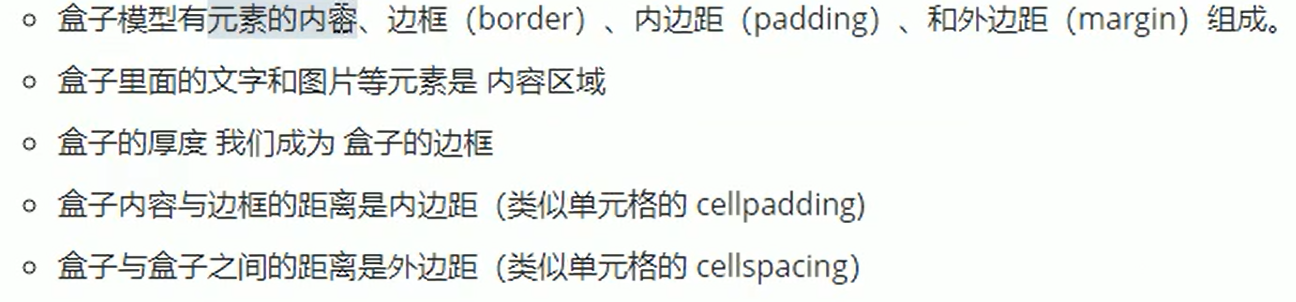 盒子模型有元素的内容、边框（border）、内边距（padding）、和外边距（margin）组成。
盒子里面的文字和图片等元素是 内容区域
盒子的厚度 我们成为 盒子的边框
盒子内容与边框的距离是内边距（类似单元格的 cellpadding)
盒子与盒子之间的距离是外边距（类似单元格的 cellspacing）